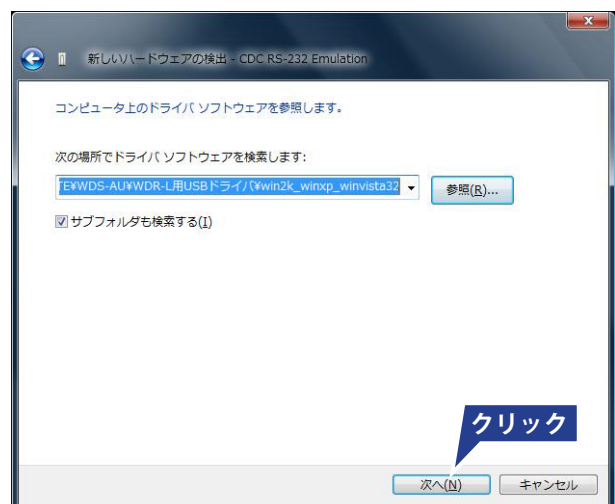 新しいハードウェアの検出 - CDC RS-232 Emulation
コンピュータ上のドライバ ソフトウェアを参照します。
次の場所でドライバ ソフトウェアを検索します:
TE¥WDS-AU¥WDR-L用USBドライバ¥win2k_winxp_winvista32
参照(R)...
サブフォルダも検索する(I)
クリック
次へ(N)
キャンセル